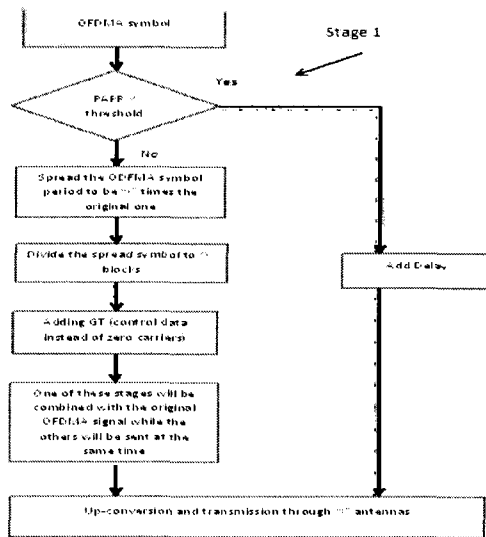 OFDMA symbol
Stage 1
Yes
PAPR
threshold
No
Spread the ODFMA symbol
period to be times the
original one
Divide the spread symbol to
blocks
Add Delay
Adding GT (control data
instead of zero carriers)
One of these stages will be
combined with the original
OFDMA signal while the
others will be sent at the
same time
Up-conversion and transmission through antennas